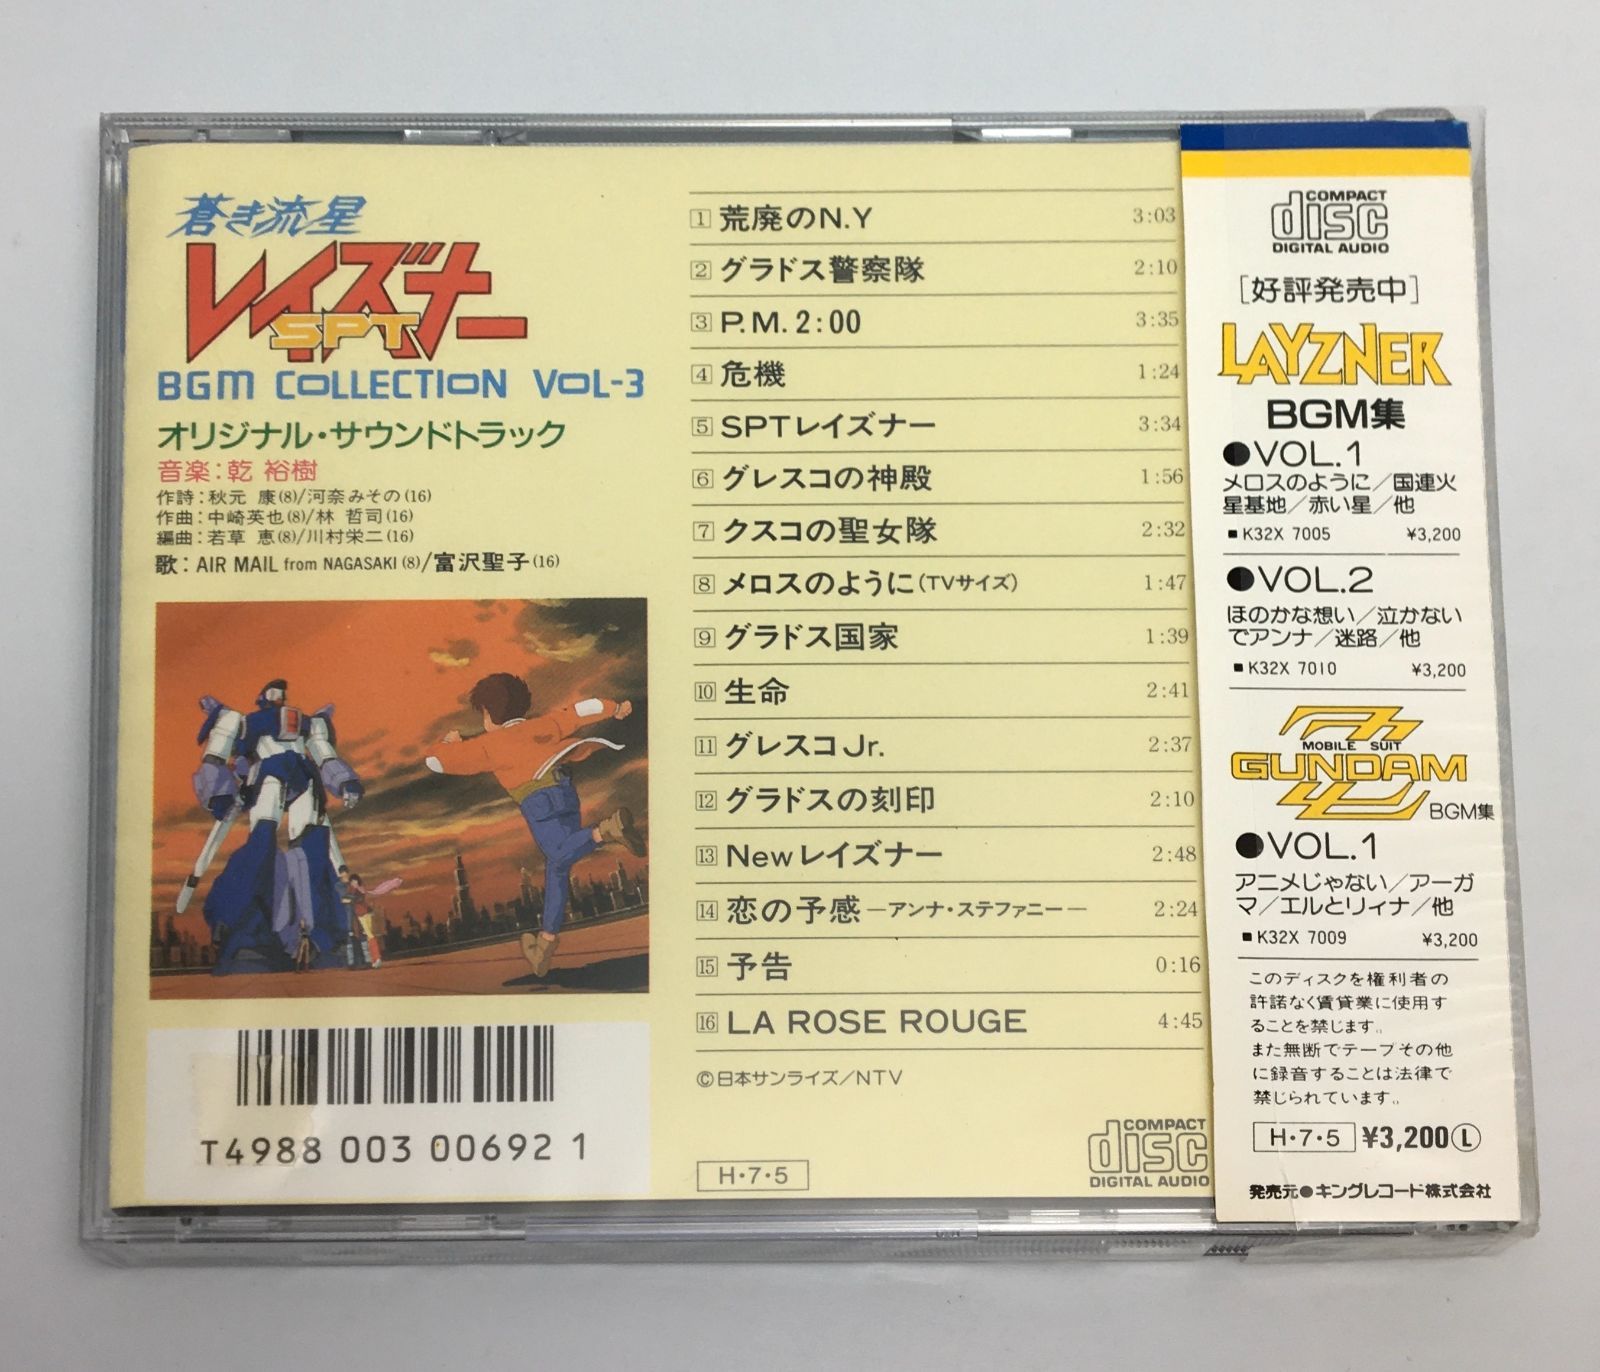 蒼き流星
SPT
レイズナー
BGM COLLECTION VOL-3
オリジナル・サウンドトラック
音楽：乾 裕樹
作詩：秋元 康(8)/河奈みその(16)
作曲：中崎英也(8)/林 哲司(16)
編曲：若草 恵(8)/川村栄二(16)
歌：AIR MAIL from NAGASAKI(8)/富沢聖子(16)
T4988 003 00692 1
1 荒廃のN.Y 3:03
2 グラドス警察隊 2:10
3 P.M.2:00 3:35
4 危機 1:24
5 SPTレイズナー 3:34
6 グレスコの神殿 1:56
7 クスコの聖女隊 2:32
8 メロスのように(TVサイズ) 1:47
9 グラドス国家 1:39
10 生命 2:41
11 グレスコJr. 2:37
12 グラドスの刻印 2:10
13 Newレイズナー 2:48
14 恋の予感―アンナ・ステファニー― 2:24
15 予告 0:16
16 LA ROSE ROUGE 4:45
©日本サンライズ／NTV
H・7・5
COMPACT
disc
DIGITAL AUDIO
COMPACT
disc
DIGITAL AUDIO
［好評発売中］
LAYZNER
BGM集
●VOL.1
メロスのように／国連火
星基地／赤い星／他
■K32X 7005 ¥3,200
●VOL.2
ほのかな想い／泣かない
でアンナ／迷路／他
■K32X 7010 ¥3,200
MOBILE SUIT
GUNDAM
BGM集
●VOL.1
アニメじゃない／アーガ
マ／エルとリィナ／他
■K32X 7009 ¥3,200
このディスクを権利者の
許諾なく賃貸業に使用す
ることを禁じます。
また無断でテープその他
に録音することは法律で
禁じられています。
H・7・5 ¥3,200Ⓛ
発売元●キングレコード株式会社